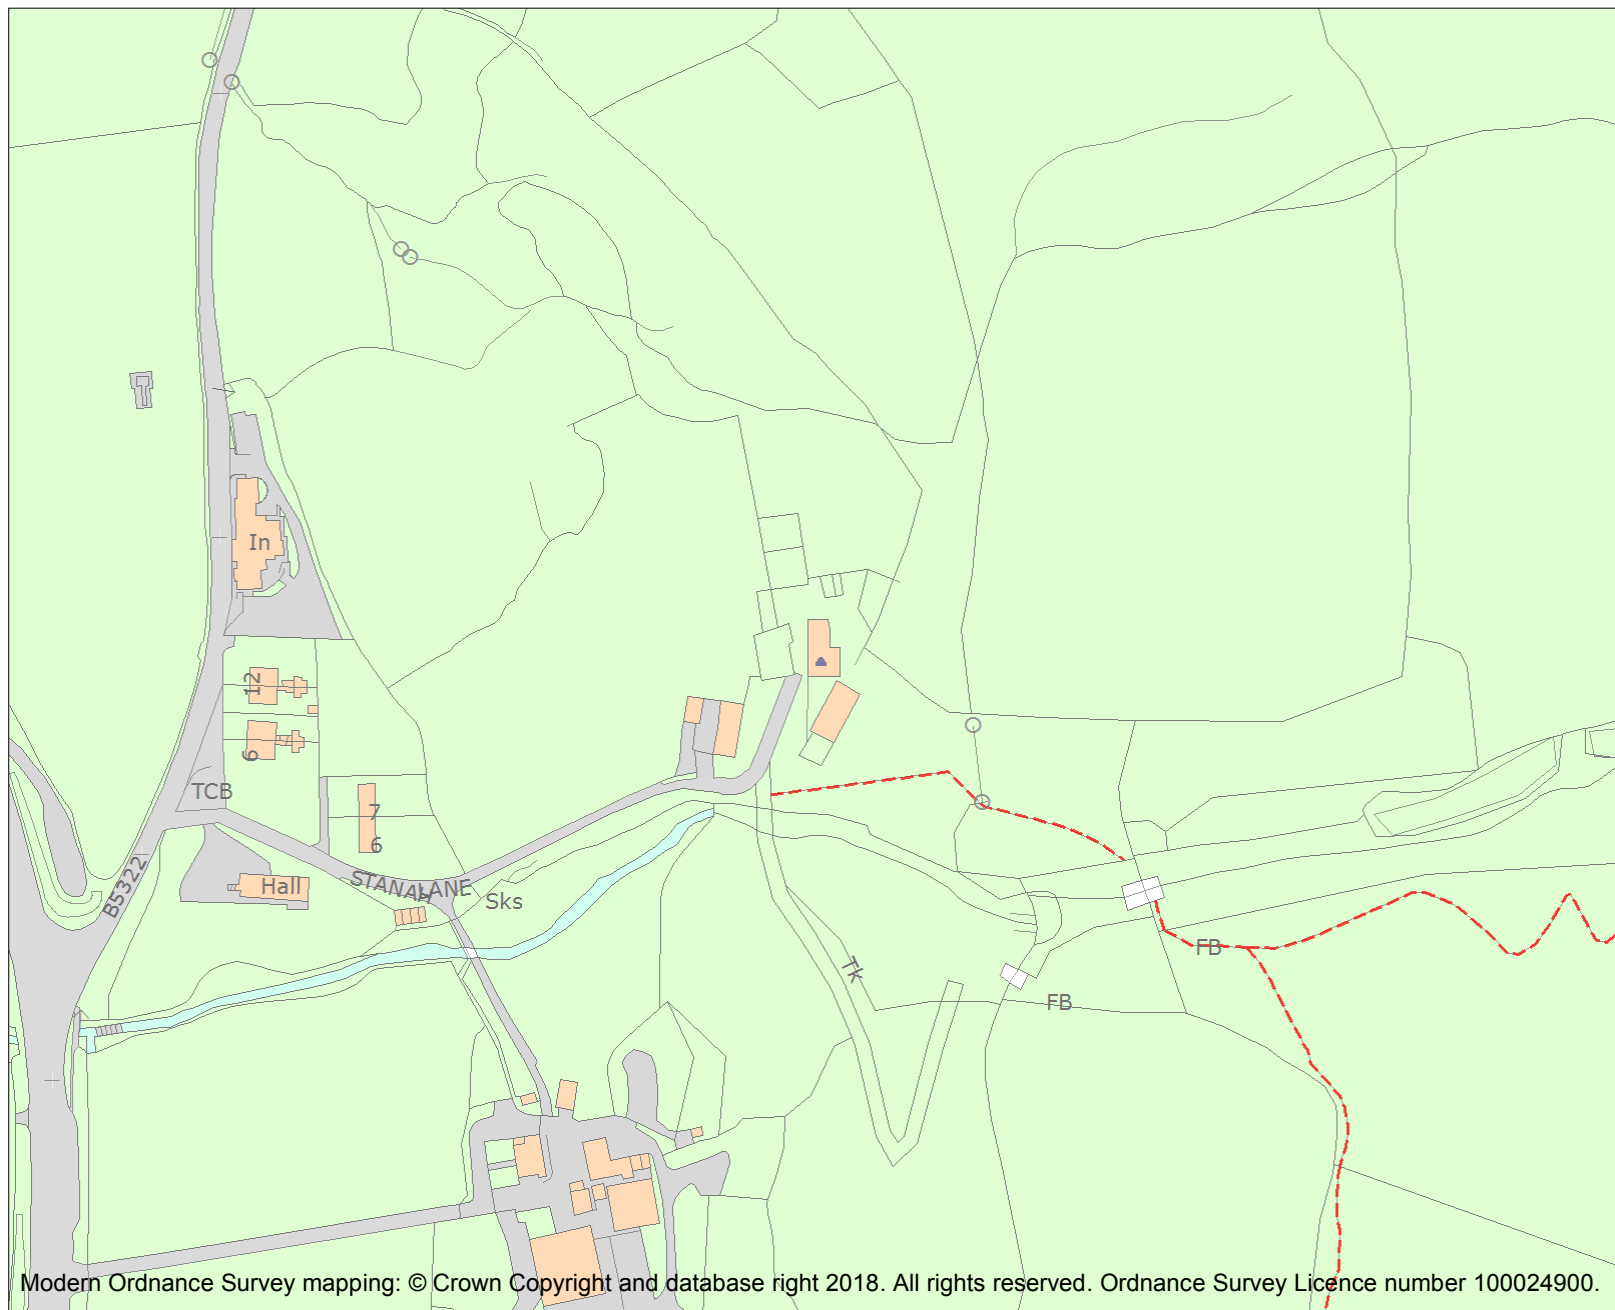 In
12
6
TCB
7
6
B5322
Hall
STANAH LANE
Sks
Tk
FB
FB
Modern Ordnance Survey mapping: © Crown Copyright and database right 2018. All rights reserved. Ordnance Survey Licence number 100024900.